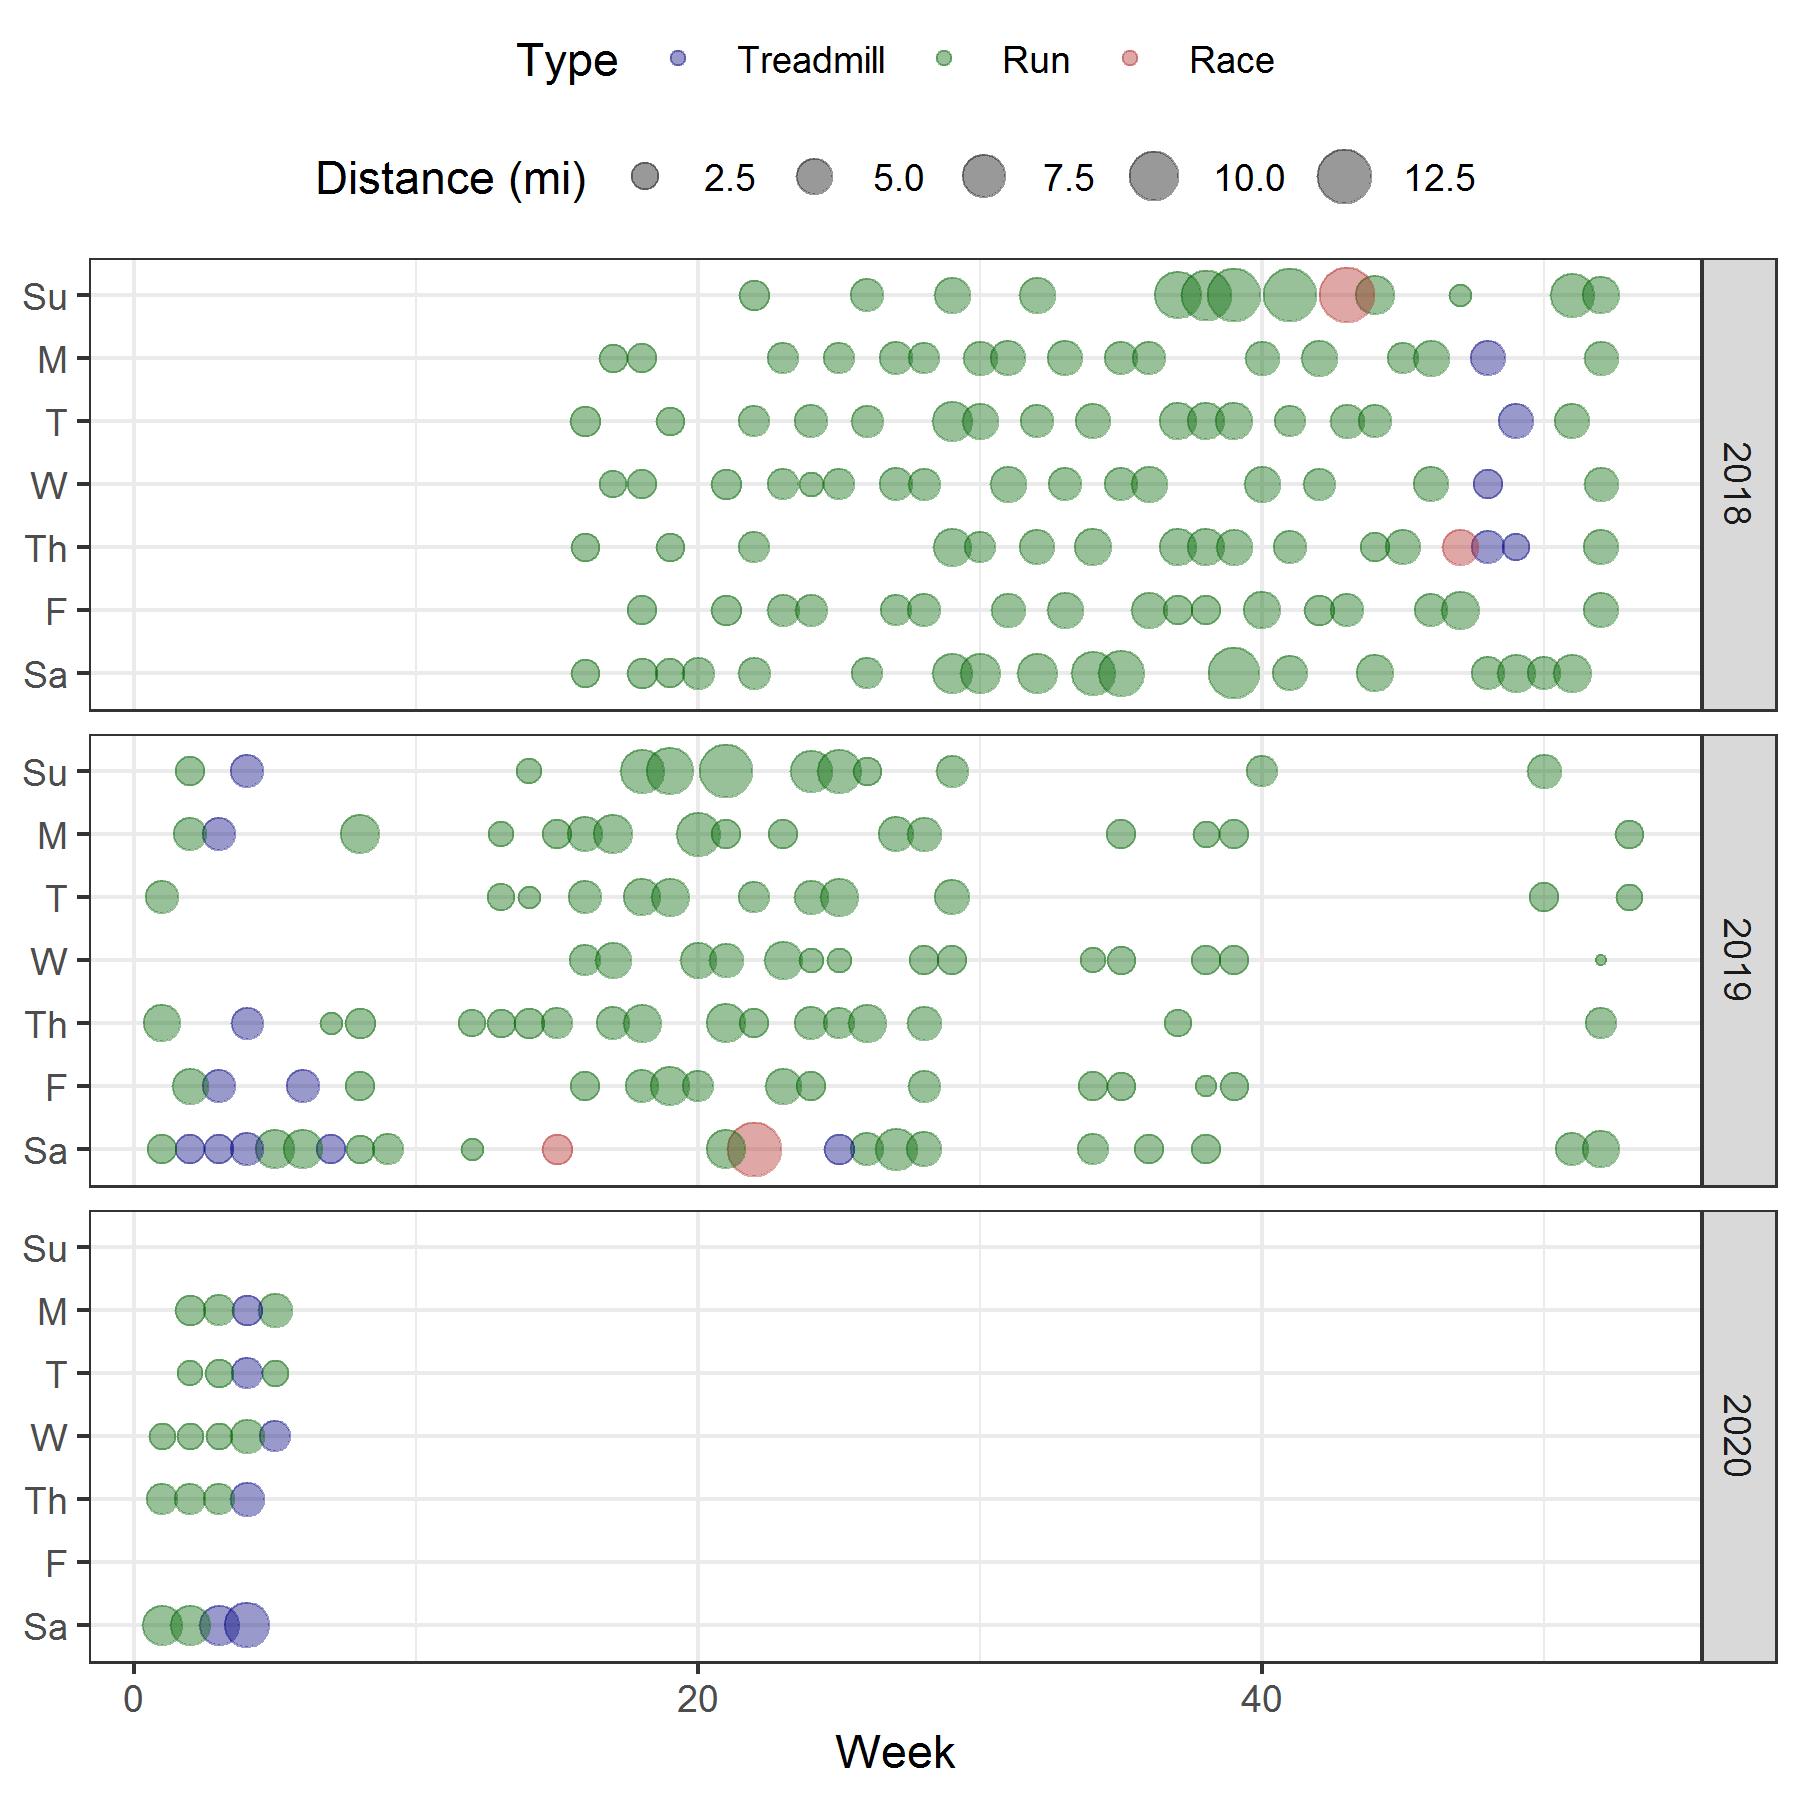 Type Treadmill Run Race
Distance (mi) 2.5 5.0 7.5 10.0 12.5
Su
M
T
W
Th
F
Sa
2018
Su
M
T
W
Th
F
Sa
2019
Su
M
T
W
Th
F
Sa
2020
0 20 40
Week